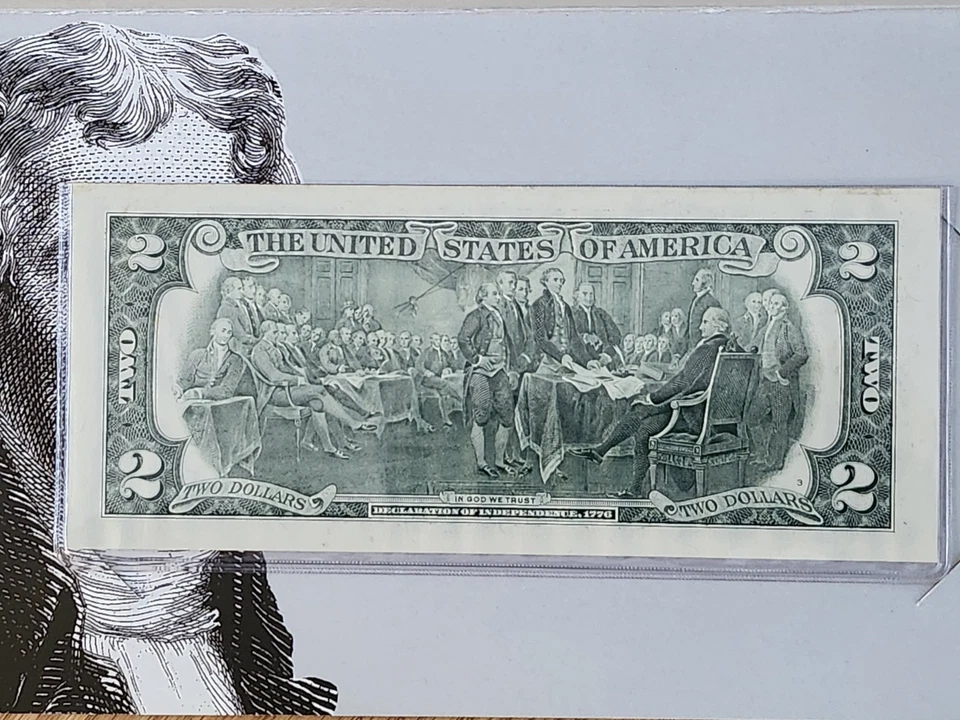 THE UNITED STATES OF AMERICA
2
2
TWO
TWO
2
2
TWO DOLLARS
IN GOD WE TRUST
TWO DOLLARS
3
DECLARATION OF INDEPENDENCE, 1776